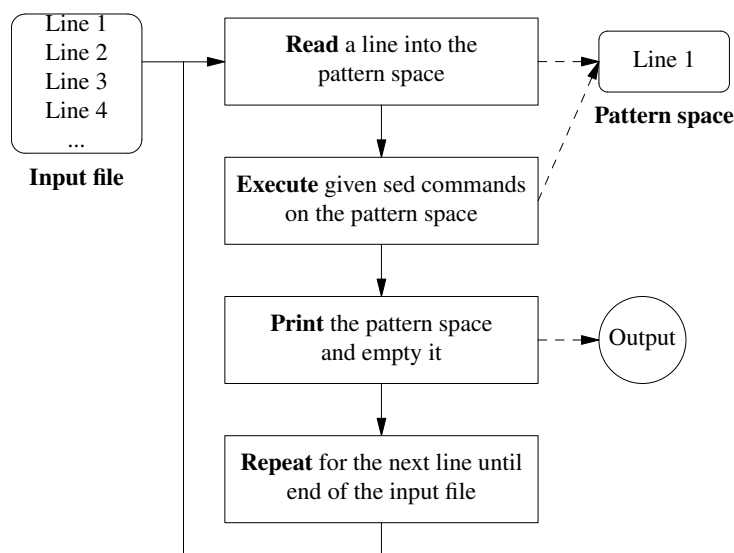 Line 1
Line 2
Line 3
Line 4
...
Input file
Read a line into the
pattern space
Line 1
Pattern space
Execute given sed commands
on the pattern space
Print the pattern space
and empty it
Output
Repeat for the next line until
end of the input file